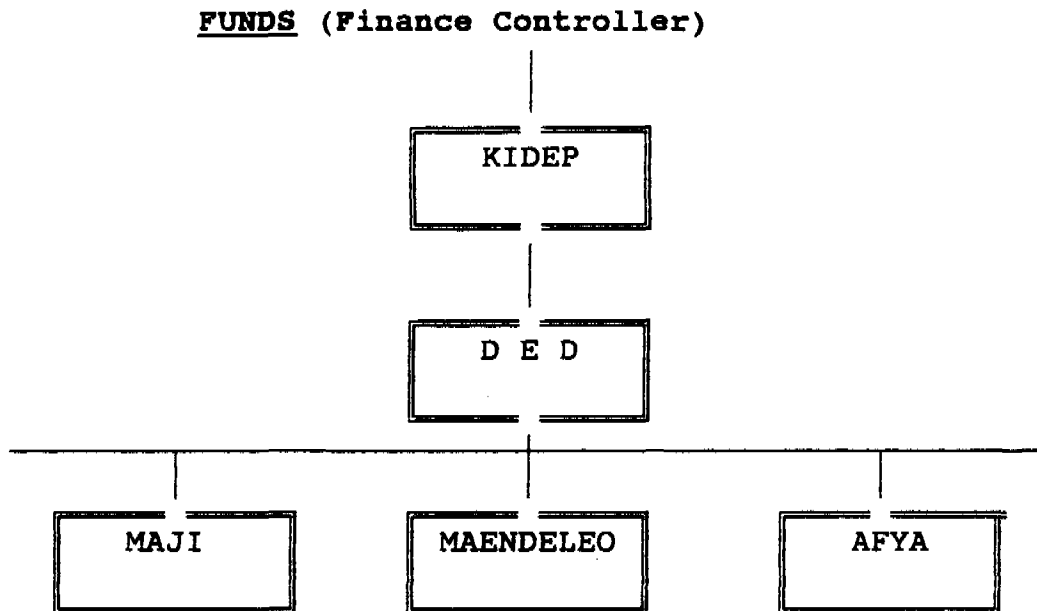 FUNDS (Finance Controller)
KIDEP
D E D
MAJI MAENDELEO AFYA